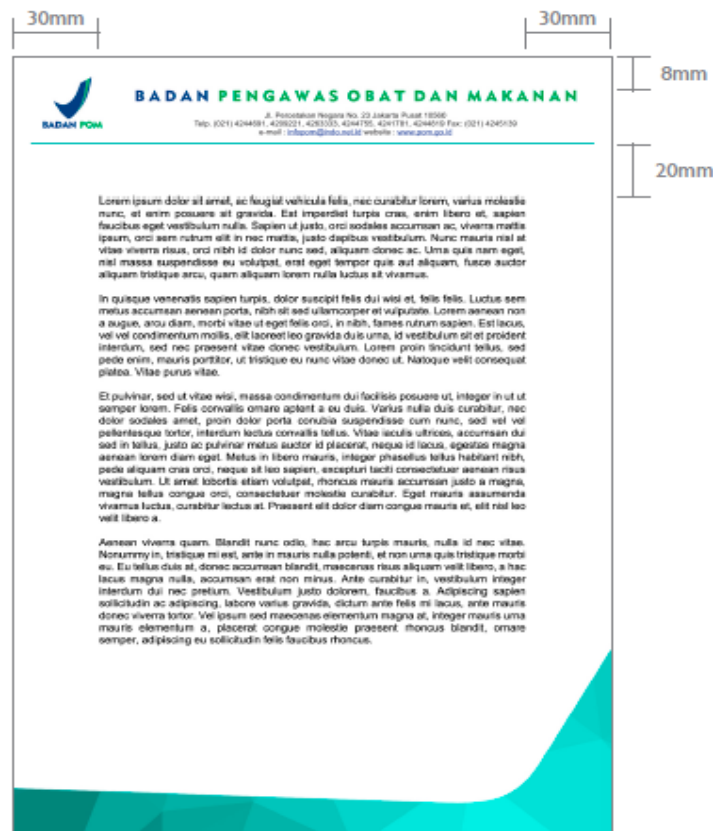 30mm
30mm
8mm
BADAN PENGAWAS OBAT DAN MAKANAN
Jl. Percetakan Negara No. 23 Jakarta Pusat 10560
Telp. (021) 4244691, 4209221, 4263333, 4244755, 4241781, 4244819 Fax: (021) 4245139
e-mail : infopom@indo.net.id website : www.pom.go.id
BADAN POM
20mm
Lorem ipsum dolor sit amet, ac feugiat vehicula felis, nec curabitur lorem, varius molestie
nunc, et enim posuere sit gravida. Est imperdiet turpis cras, enim libero et, sapien
faucibus eget vestibulum nulla. Sapien ut justo, orci sodales accumsan ac, viverra mattis
ipsum, orci sem rutrum elit in nec mattis, justo dapibus vestibulum. Nunc mauris nisl at
vitae viverra risus, orci nibh id dolor nunc sed, aliquam donec ac. Urna quis nam eget,
nisl massa suspendisse eu volutpat, erat eget tempor quis aut aliquam, fusce auctor
aliquam tristique arcu, quam aliquam lorem nulla luctus sit vivamus.
In quisque venenatis sapien turpis, dolor suscipit felis dui wisi et, felis felis. Luctus sem
metus accumsan aenean porta, nibh sit sed ullamcorper et vulputate. Lorem aenean non
a augue, arcu diam, morbi vitae ut eget felis orci, in nibh, fames rutrum sapien. Est lacus,
vel vel condimentum mollis, elit laoreet leo gravida duis urna, id vestibulum sit et proident
interdum, sed nec praesent vitae donec vestibulum. Lorem proin tincidunt tellus, sed
pede enim, mauris porttitor, ut tristique eu nunc vitae donec ut. Natoque velit consequat
platea. Vitae purus vitae.
Et pulvinar, sed ut vitae wisi, massa condimentum dui facilisis posuere ut, integer in ut ut
semper lorem. Felis convallis ornare aptent a eu duis. Varius nulla duis curabitur, nec
dolor sodales amet, proin dolor porta conubia suspendisse cum nunc, sed vel vel
pellentesque tortor, interdum lectus convallis tellus. Vitae iaculis ultrices, accumsan dui
sed in tellus, justo ac pulvinar metus auctor id placerat, neque id lacus, egestas magna
aenean lorem diam eget. Metus in libero mauris, integer phasellus tellus habitant nibh,
pede aliquam cras orci, neque sit leo sapien, excepturi taciti consectetuer aenean risus
vestibulum. Ut amet lobortis etiam volutpat, rhoncus mauris accumsan justo a magna,
magna tellus congue orci, consectetuer molestie curabitur. Eget mauris assumenda
vivamus luctus, curabitur lectus at. Praesent elit dolor diam congue mauris et, elit nisl leo
velit libero a.
Aenean viverra quam. Blandit nunc odio, hac arcu turpis mauris, nulla id nec vitae.
Nonummy in, tristique mi est, ante in mauris nulla potenti, et non urna quis tristique morbi
eu. Eu tellus duis at, donec accumsan blandit, maecenas risus aliquam velit libero, a hac
lacus magna nulla, accumsan erat non minus. Ante curabitur in, vestibulum integer
interdum dui nec pretium. Vestibulum justo dolorem, faucibus a. Adipiscing sapien
sollicitudin ac adipiscing, labore varius gravida, dictum ante felis mi lacus, ante mauris
donec viverra tortor. Vel ipsum sed maecenas elementum magna at, integer mauris urna
mauris elementum a, placerat congue molestie praesent rhoncus blandit, ornare
semper, adipiscing eu sollicitudin felis faucibus rhoncus.